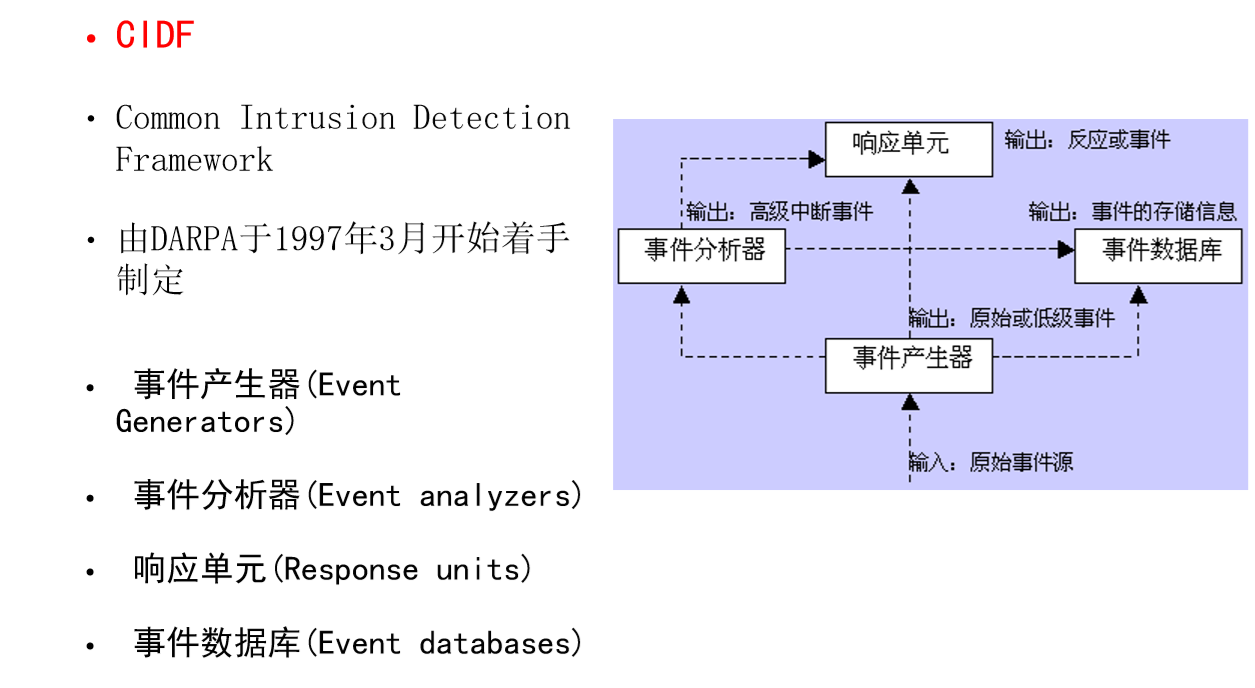 • CIDF
• Common Intrusion Detection
Framework
• 由DARPA于1997年3月开始着手
制定
• 事件产生器(Event
Generators)
• 事件分析器(Event analyzers)
• 响应单元(Response units)
• 事件数据库(Event databases)
响应单元
输出：反应或事件
输出：高级中断事件
输出：事件的存储信息
事件分析器
事件数据库
输出：原始或低级事件
事件产生器
输入：原始事件源